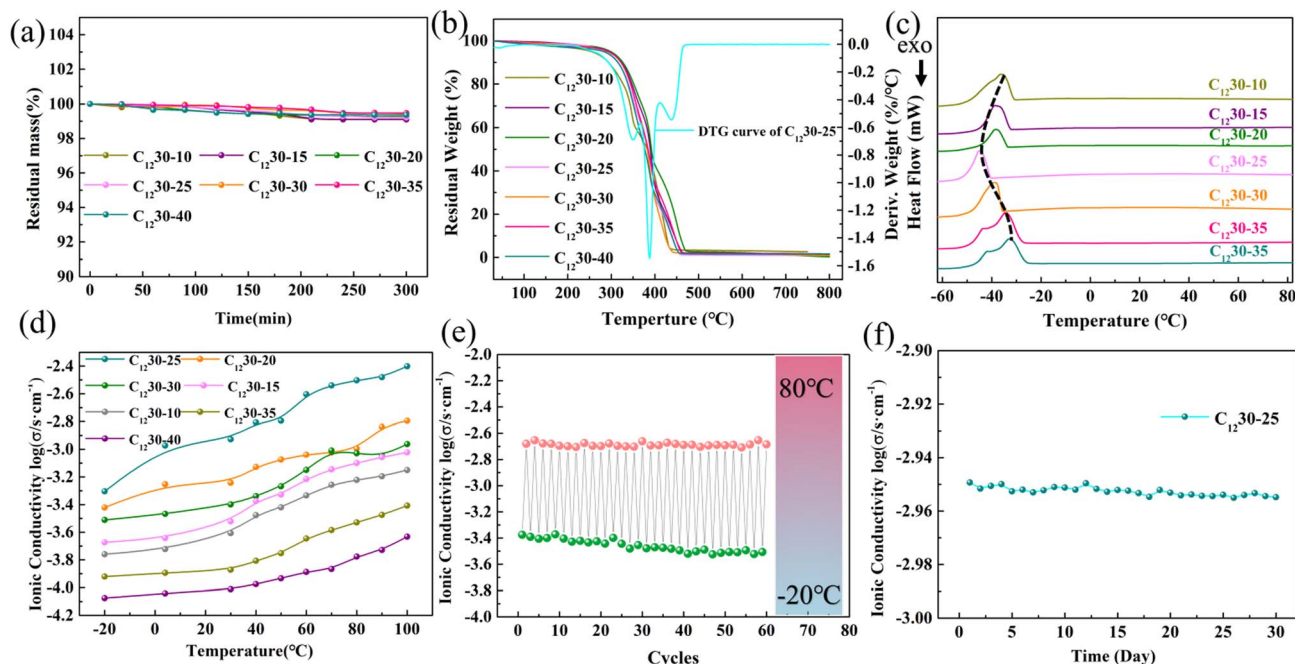 (a)
104
102
100
98
96
94
92
90
Residual mass(%)
C₁₂30-10 C₁₂30-15 C₁₂30-20
C₁₂30-25 C₁₂30-30 C₁₂30-35
C₁₂30-40
0 50 100 150 200 250 300
Time(min)
(b)
100
80
60
40
20
0
Residual Weight (%)
C₁₂30-10
C₁₂30-15
C₁₂30-20
C₁₂30-25
C₁₂30-30
C₁₂30-35
C₁₂30-40
DTG curve of C₁₂30-25
0.0
-0.2
-0.4
-0.6
-0.8
-1.0
-1.2
-1.4
-1.6
Deriv. Weight (%/°C)
100 200 300 400 500 600 700 800
Temperture (°C)
(c)
exo
Heat Flow (mW)
C₁₂30-10
C₁₂30-15
C₁₂30-20
C₁₂30-25
C₁₂30-30
C₁₂30-35
C₁₂30-35
-60 -40 -20 0 20 40 60 80
Temperature (°C)
(d)
-2.4
-2.6
-2.8
-3.0
-3.2
-3.4
-3.6
-3.8
-4.0
-4.2
Ionic Conductivity log(σ/s·cm⁻¹)
C₁₂30-25 C₁₂30-20
C₁₂30-30 C₁₂30-15
C₁₂30-10 C₁₂30-35
C₁₂30-40
-20 0 20 40 60 80 100
Temperature(°C)
(e)
-2.0
-2.2
-2.4
-2.6
-2.8
-3.0
-3.2
-3.4
-3.6
-3.8
-4.0
Ionic Conductivity log(σ/s·cm⁻¹)
80°C
-20°C
0 10 20 30 40 50 60 70 80
Cycles
(f)
-2.90
-2.92
-2.94
-2.96
-2.98
-3.00
Ionic Conductivity log(σ/s·cm⁻¹)
C₁₂30-25
0 5 10 15 20 25 30
Time (Day)